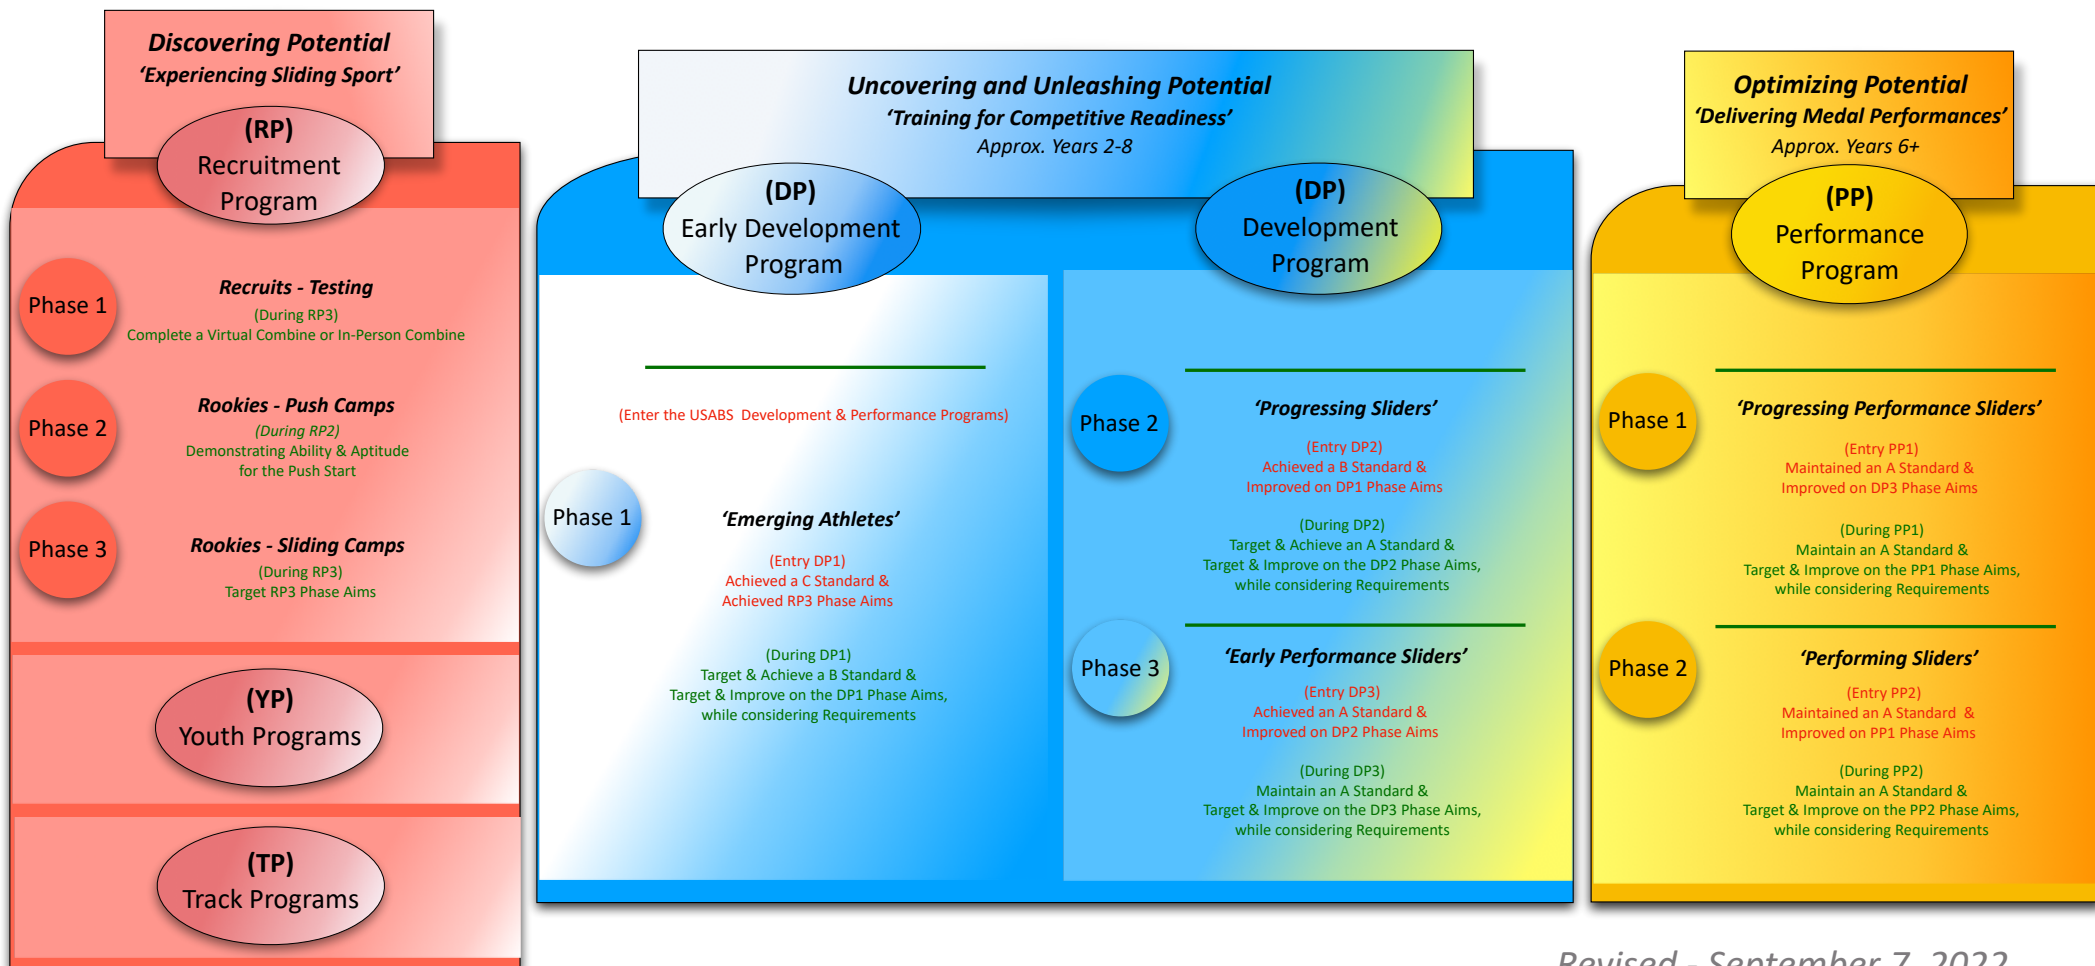 Discovering Potential
‘Experiencing Sliding Sport’
(RP)
Recruitment
Program
Phase 1
Recruits - Testing
(During RP3)
Complete a Virtual Combine or In-Person Combine
Phase 2
Rookies - Push Camps
(During RP2)
Demonstrating Ability & Aptitude
for the Push Start
Phase 3
Rookies - Sliding Camps
(During RP3)
Target RP3 Phase Aims
(YP)
Youth Programs
(TP)
Track Programs
Uncovering and Unleashing Potential
‘Training for Competitive Readiness’
Approx. Years 2-8
(DP)
Early Development
Program
(Enter the USABS Development & Performance Programs)
Phase 1
‘Emerging Athletes’
(Entry DP1)
Achieved a C Standard &
Achieved RP3 Phase Aims
(During DP1)
Target & Achieve a B Standard &
Target & Improve on the DP1 Phase Aims,
while considering Requirements
(DP)
Development
Program
Phase 2
‘Progressing Sliders’
(Entry DP2)
Achieved a B Standard &
Improved on DP1 Phase Aims
(During DP2)
Target & Achieve an A Standard &
Target & Improve on the DP2 Phase Aims,
while considering Requirements
Phase 3
‘Early Performance Sliders’
(Entry DP3)
Achieved an A Standard &
Improved on DP2 Phase Aims
(During DP3)
Maintain an A Standard &
Target & Improve on the DP3 Phase Aims,
while considering Requirements
Optimizing Potential
‘Delivering Medal Performances’
Approx. Years 6+
(PP)
Performance
Program
Phase 1
‘Progressing Performance Sliders’
(Entry PP1)
Maintained an A Standard &
Improved on DP3 Phase Aims
(During PP1)
Maintain an A Standard &
Target & Improve on the PP1 Phase Aims,
while considering Requirements
Phase 2
‘Performing Sliders’
(Entry PP2)
Maintained an A Standard &
Improved on PP1 Phase Aims
(During PP2)
Maintain an A Standard &
Target & Improve on the PP2 Phase Aims,
while considering Requirements
Revised - September 7, 2022